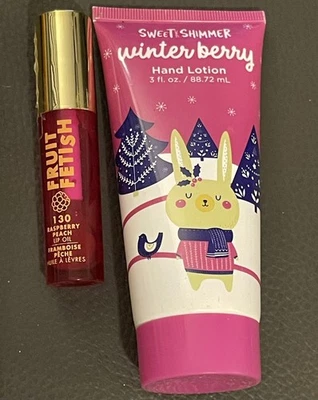 FRUIT
FETISH
130
RASPBERRY
PEACH
LIP OIL
FRAMBOISE
PÊCHE
HUILE À LÈVRES
SWEET & SHIMMER
winter berry
Hand Lotion
3 fl. oz. / 88.72 mL